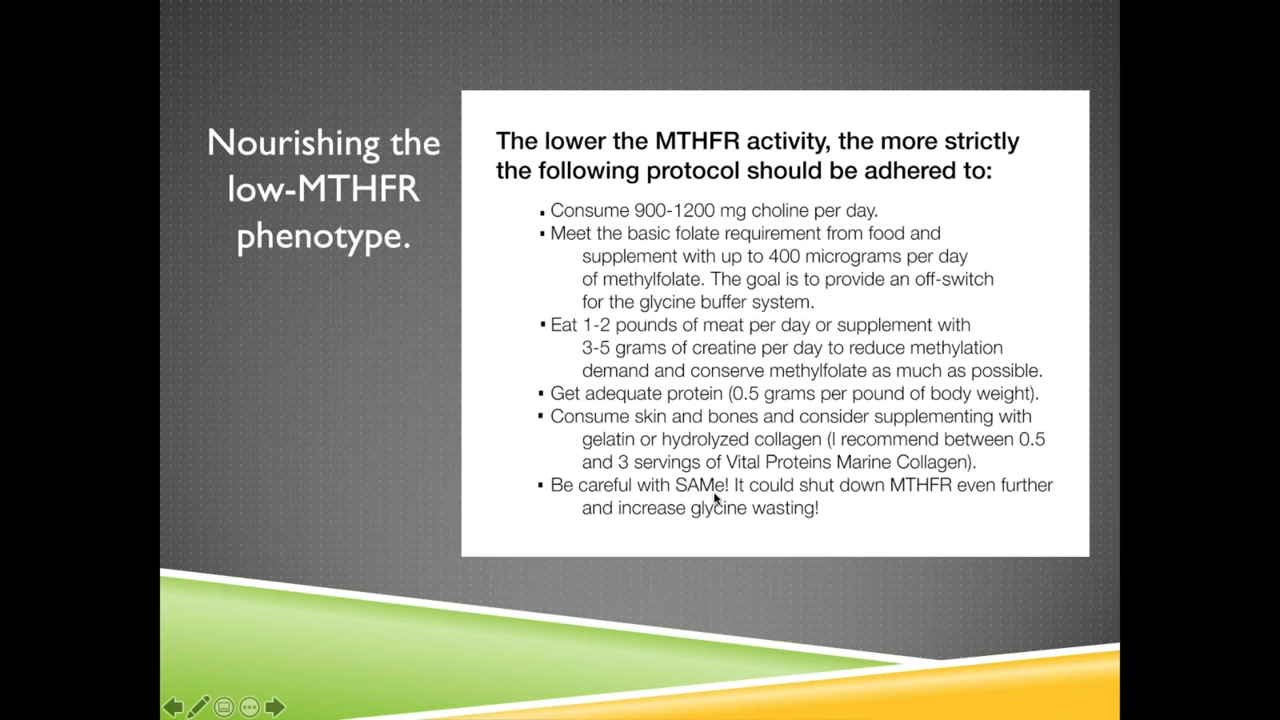 Nourishing the
low-MTHFR
phenotype.
The lower the MTHFR activity, the more strictly
the following protocol should be adhered to:
▪ Consume 900-1200 mg choline per day.
▪ Meet the basic folate requirement from food and
supplement with up to 400 micrograms per day
of methylfolate. The goal is to provide an off-switch
for the glycine buffer system.
▪ Eat 1-2 pounds of meat per day or supplement with
3-5 grams of creatine per day to reduce methylation
demand and conserve methylfolate as much as possible.
▪ Get adequate protein (0.5 grams per pound of body weight).
▪ Consume skin and bones and consider supplementing with
gelatin or hydrolyzed collagen (I recommend between 0.5
and 3 servings of Vital Proteins Marine Collagen).
▪ Be careful with SAMe! It could shut down MTHFR even further
and increase glycine wasting!